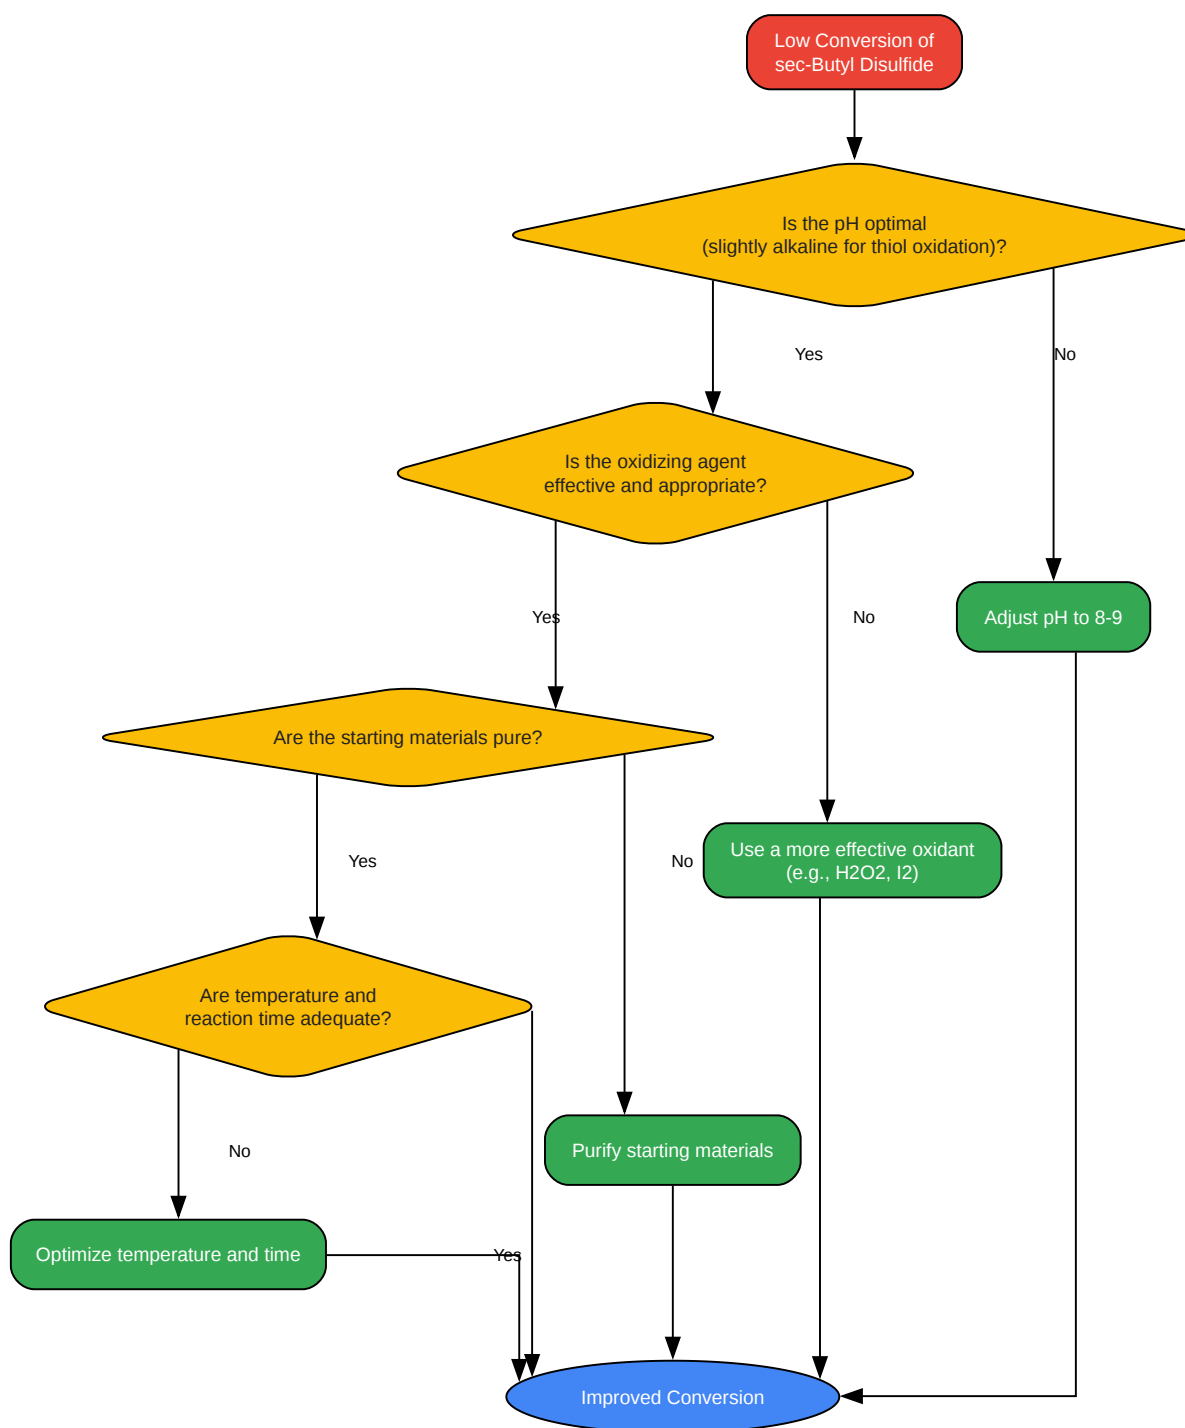 Low Conversion of
sec-Butyl Disulfide
Is the pH optimal
(slightly alkaline for thiol oxidation)?
Yes
No
Is the oxidizing agent
effective and appropriate?
Yes
No
Adjust pH to 8-9
Are the starting materials pure?
Yes
No
Use a more effective oxidant
(e.g., H2O2, I2)
Are temperature and
reaction time adequate?
No
Purify starting materials
Optimize temperature and time
Yes
Improved Conversion